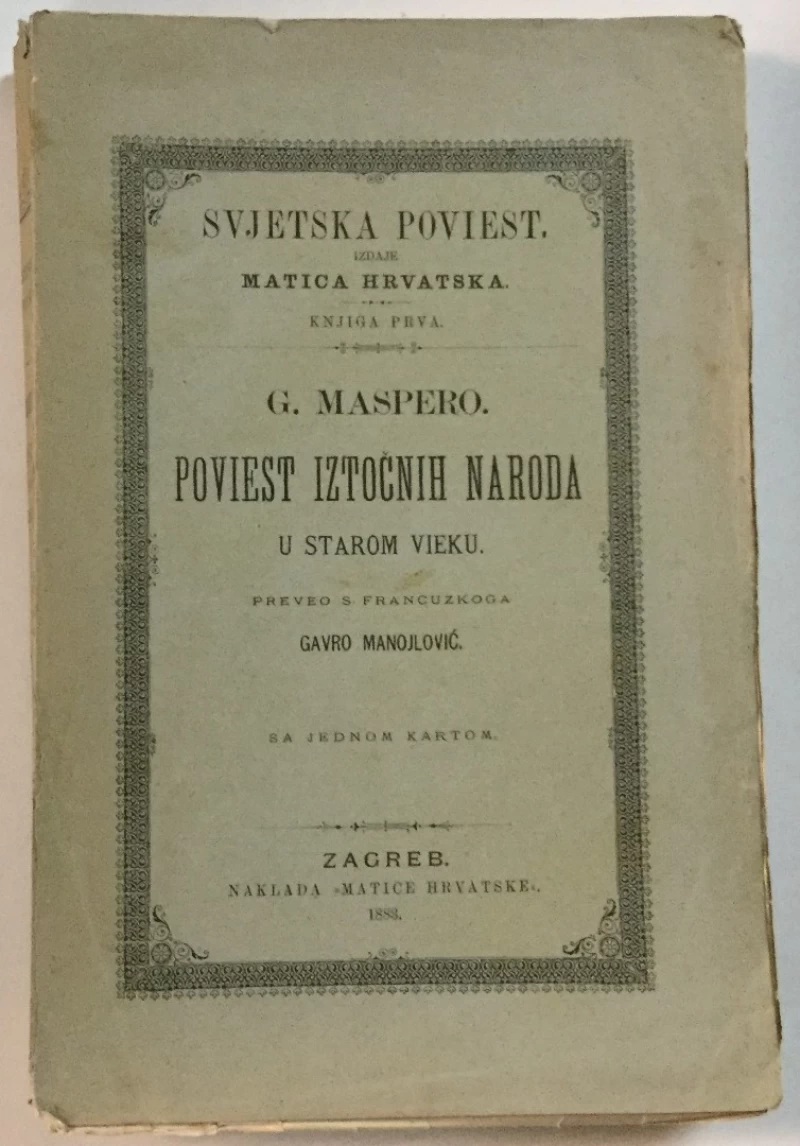 SVJETSKA POVIEST.
IZDAJE
MATICA HRVATSKA.
KNJIGA PRVA.
G. MASPERO.
POVIEST IZTOČNIH NARODA
U STAROM VIEKU.
PREVEO S FRANCUZKOGA
GAVRO MANOJLOVIĆ.
SA JEDNOM KARTOM.
ZAGREB.
NAKLADA »MATICE HRVATSKE«.
1883.